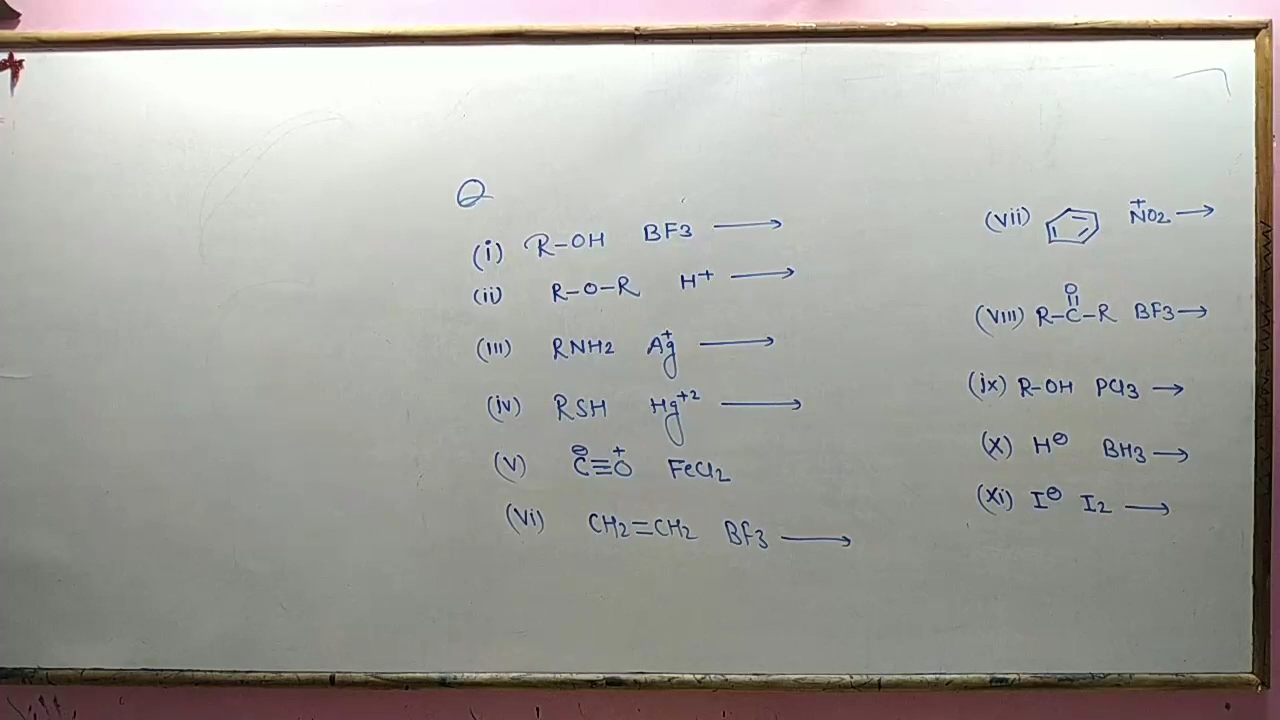 Q
(i) R-OH BF3 ⟶
(ii) R-O-R H+ ⟶
(III) RNH2 Ag+ ⟶
(iv) RSH Hg+2 ⟶
(V) C⊖≡O+ FeCl2
(Vi) CH2=CH2 BF3 ⟶
(vii) N+O2 ⟶
(VIII) R-C(=O)-R BF3 ⟶
(ix) R-OH PCl3 ⟶
(X) H⊖ BH3 ⟶
(Xi) I⊖ I2 ⟶